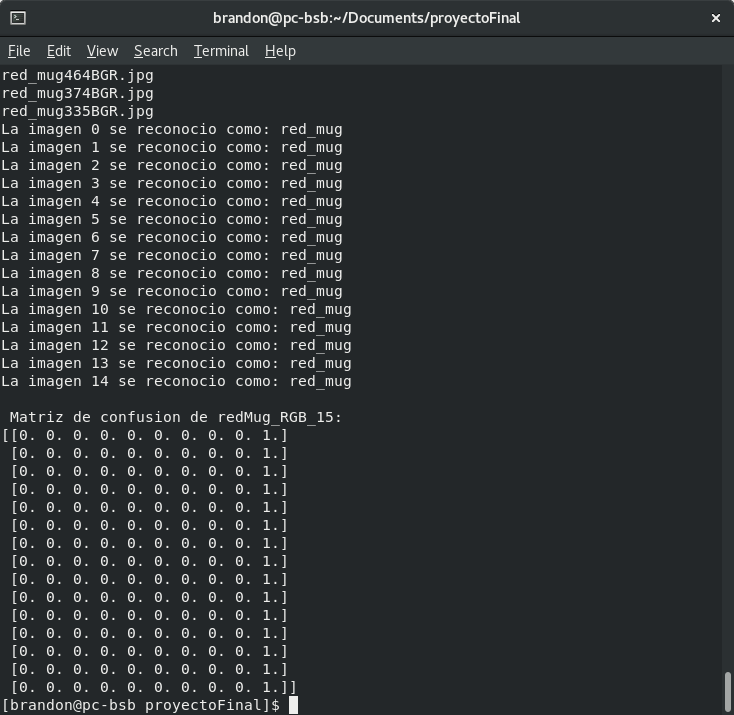 brandon@pc-bsb:~/Documents/proyectoFinal
File Edit View Search Terminal Help
red_mug464BGR.jpg
red_mug374BGR.jpg
red_mug335BGR.jpg
La imagen 0 se reconocio como: red_mug
La imagen 1 se reconocio como: red_mug
La imagen 2 se reconocio como: red_mug
La imagen 3 se reconocio como: red_mug
La imagen 4 se reconocio como: red_mug
La imagen 5 se reconocio como: red_mug
La imagen 6 se reconocio como: red_mug
La imagen 7 se reconocio como: red_mug
La imagen 8 se reconocio como: red_mug
La imagen 9 se reconocio como: red_mug
La imagen 10 se reconocio como: red_mug
La imagen 11 se reconocio como: red_mug
La imagen 12 se reconocio como: red_mug
La imagen 13 se reconocio como: red_mug
La imagen 14 se reconocio como: red_mug
Matriz de confusion de redMug_RGB_15:
[[0. 0. 0. 0. 0. 0. 0. 0. 0. 1.]
[0. 0. 0. 0. 0. 0. 0. 0. 0. 1.]
[0. 0. 0. 0. 0. 0. 0. 0. 0. 1.]
[0. 0. 0. 0. 0. 0. 0. 0. 0. 1.]
[0. 0. 0. 0. 0. 0. 0. 0. 0. 1.]
[0. 0. 0. 0. 0. 0. 0. 0. 0. 1.]
[0. 0. 0. 0. 0. 0. 0. 0. 0. 1.]
[0. 0. 0. 0. 0. 0. 0. 0. 0. 1.]
[0. 0. 0. 0. 0. 0. 0. 0. 0. 1.]
[0. 0. 0. 0. 0. 0. 0. 0. 0. 1.]
[0. 0. 0. 0. 0. 0. 0. 0. 0. 1.]
[0. 0. 0. 0. 0. 0. 0. 0. 0. 1.]
[0. 0. 0. 0. 0. 0. 0. 0. 0. 1.]
[0. 0. 0. 0. 0. 0. 0. 0. 0. 1.]
[0. 0. 0. 0. 0. 0. 0. 0. 0. 1.]]
[brandon@pc-bsb proyectoFinal]$